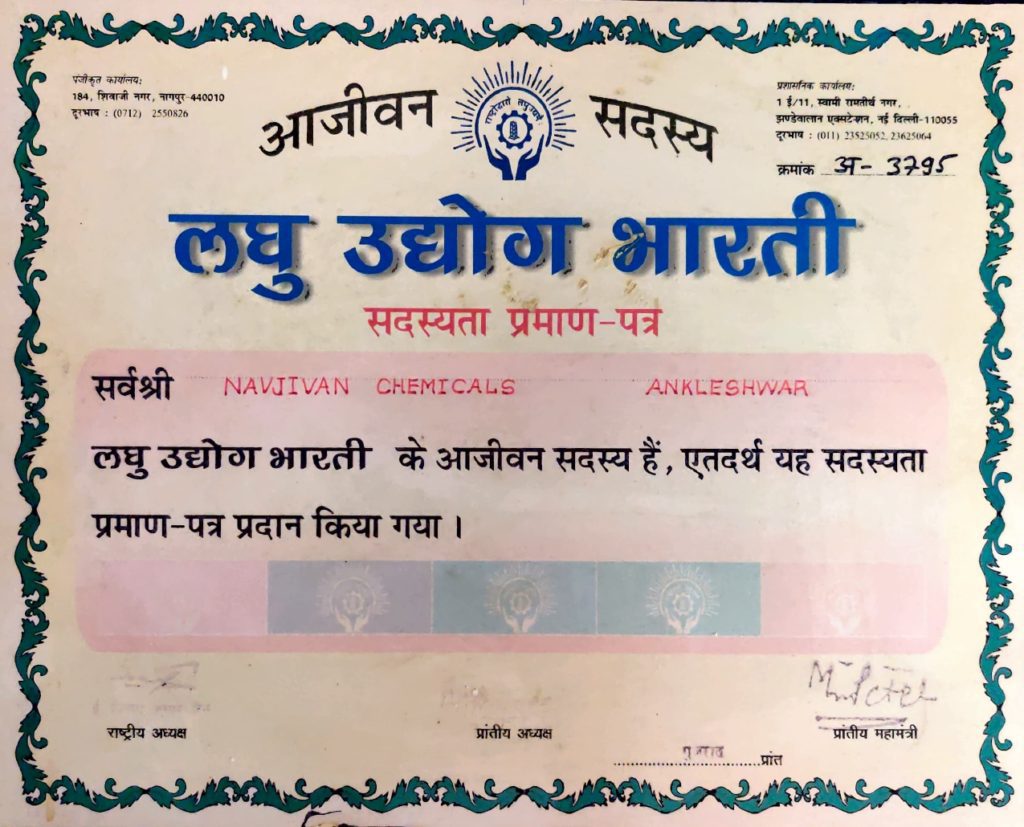 पंजीकृत कार्यालय:
184, शिवाजी नगर, नागपुर-440010
दूरभाष : (0712) 2550826
प्रशासनिक कार्यालय:
1 ई/11, स्वामी रामतीर्थ नगर,
झण्डेवालान एक्सटेन्शन, नई दिल्ली-110055
दूरभाष : (011) 23525052, 23625064
क्रमांक अ- 3795
आजीवन सदस्य
लघु उद्योग भारती
सदस्यता प्रमाण-पत्र
सर्वश्री NAVJIVAN CHEMICALS ANKLESHWAR
लघु उद्योग भारती के आजीवन सदस्य हैं, एतदर्थ यह सदस्यता
प्रमाण-पत्र प्रदान किया गया ।
राष्ट्रीय अध्यक्ष
प्रांतीय अध्यक्ष
प्रांतीय महामंत्री
गुजरात प्रांत